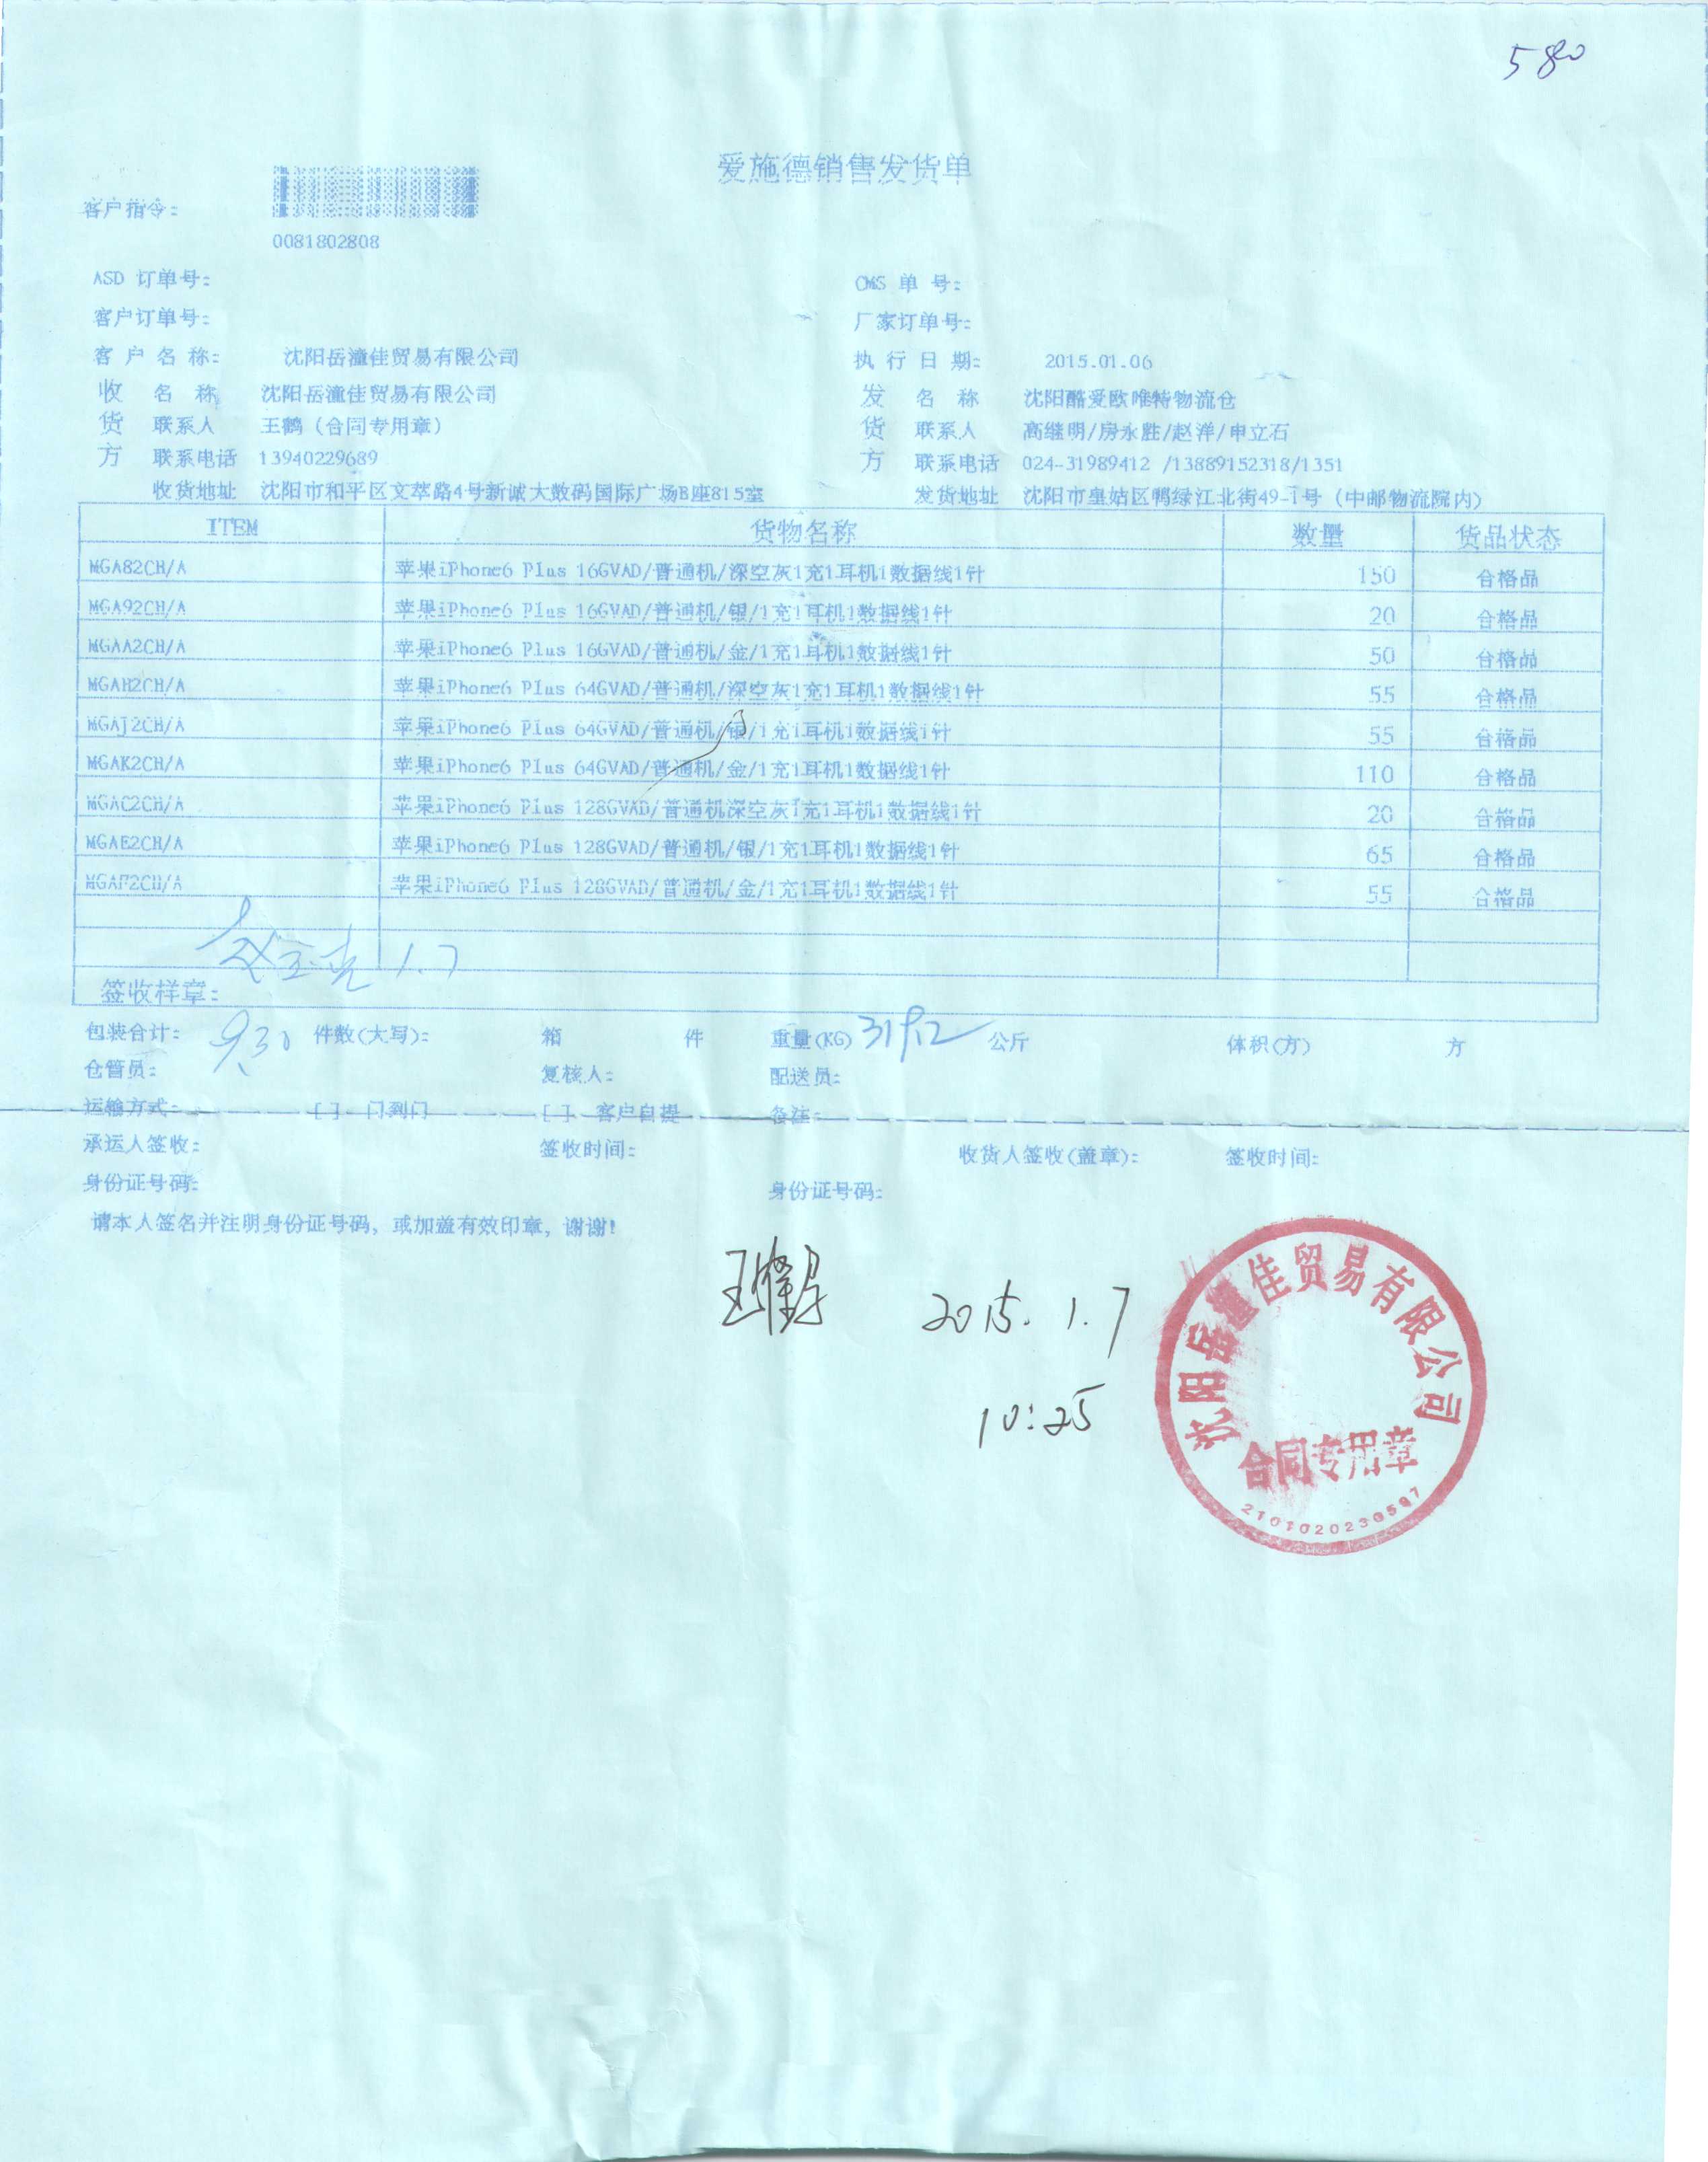 580
爱施德销售发货单
客户指令:
0081802808
ASD 订单号: CMS 单 号:
客户订单号: 厂家订单号:
客 户 名 称: 沈阳岳潼佳贸易有限公司 执 行 日 期: 2015.01.06
收 名 称 沈阳岳潼佳贸易有限公司 发 名 称 沈阳酷爱欧唯特物流仓
货 联系人 王鹤(合同专用章) 货 联系人 高继明/房永胜/赵洋/申立石
方 联系电话 13940229689 方 联系电话 024-31989412 /13889152318/1351
收货地址 沈阳市和平区文萃路4号新诚大数码国际广场B座815室 发货地址 沈阳市皇姑区鸭绿江北街49-1号(中邮物流院内)
ITEM 货物名称 数量 货品状态
MGA82CH/A 苹果iPhone6 Plus 16GVAD/普通机/深空灰1充1耳机1数据线1针 150 合格品
MGA92CH/A 苹果iPhone6 Plus 16GVAD/普通机/银/1充1耳机1数据线1针 20 合格品
MGAA2CH/A 苹果iPhone6 Plus 16GVAD/普通机/金/1充1耳机1数据线1针 50 合格品
MGAH2CH/A 苹果iPhone6 Plus 64GVAD/普通机/深空灰1充1耳机1数据线1针 55 合格品
MGAJ2CH/A 苹果iPhone6 Plus 64GVAD/普通机/银/1充1耳机1数据线1针 55 合格品
MGAK2CH/A 苹果iPhone6 Plus 64GVAD/普通机/金/1充1耳机1数据线1针 110 合格品
MGAC2CH/A 苹果iPhone6 Plus 128GVAD/普通机深空灰1充1耳机1数据线1针 20 合格品
MGAE2CH/A 苹果iPhone6 Plus 128GVAD/普通机/银/1充1耳机1数据线1针 65 合格品
MGAF2CH/A 苹果iPhone6 Plus 128GVAD/普通机/金/1充1耳机1数据线1针 55 合格品
1.7
签收样章:
包装合计: 件数(大写): 箱 件 重量(KG) 公斤 体积(方) 方
9.30
仓管员: 复核人: 配送员:
运输方式: [ ] 门到门 [ ] 客户自提 备注:
承运人签收: 签收时间: 收货人签收(盖章): 签收时间:
身份证号码: 身份证号码:
请本人签名并注明身份证号码, 或加盖有效印章, 谢谢!
2015.1.7
10:25
沈阳岳潼佳贸易有限公司
合同专用章
2101020230597